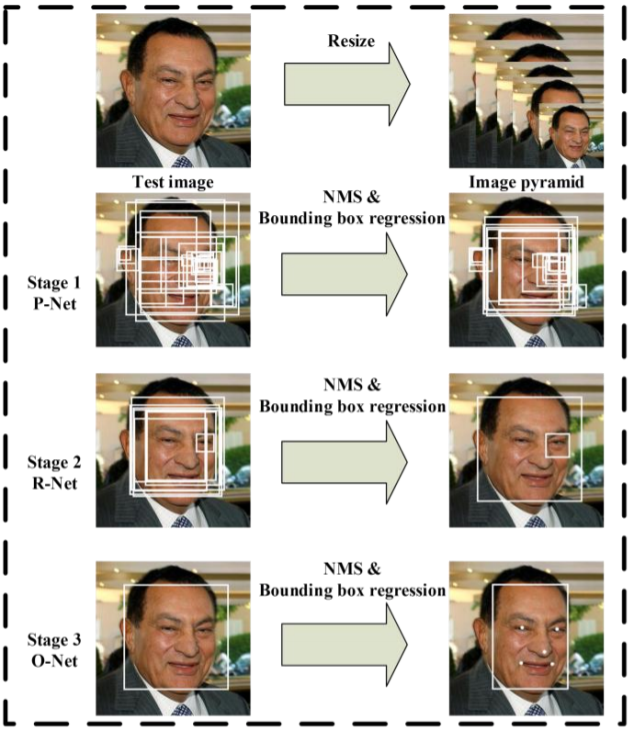 Resize
Test image
Image pyramid
NMS &
Bounding box regression
Stage 1
P-Net
NMS &
Bounding box regression
Stage 2
R-Net
NMS &
Bounding box regression
Stage 3
O-Net